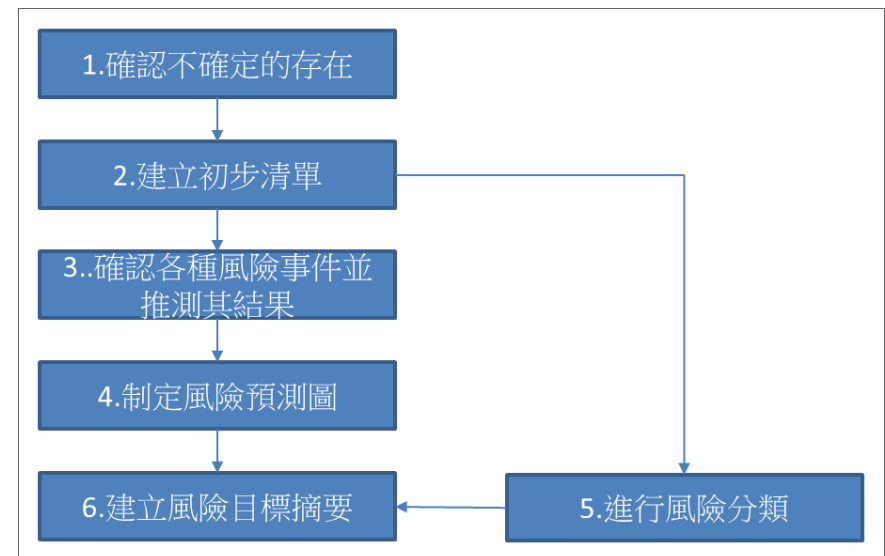 1.確認不確定的存在
2.建立初步清單
3..確認各種風險事件並
推測其結果
4.制定風險預測圖
6.建立風險目標摘要
5.進行風險分類